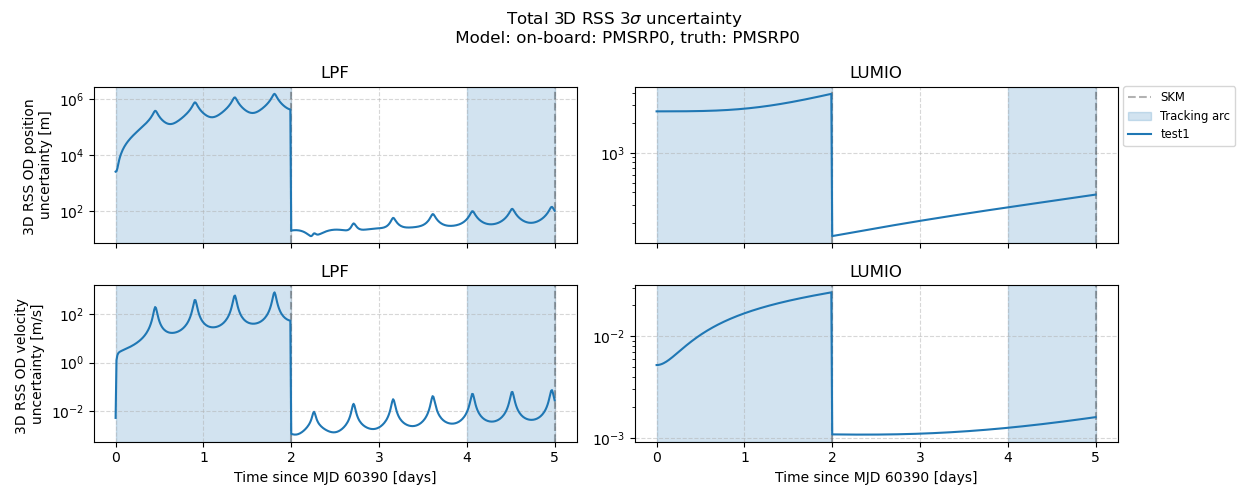 Total 3D RSS 3σ uncertainty
Model: on-board: PMSRP0, truth: PMSRP0
LPF
LUMIO
3D RSS OD position
uncertainty [m]
10^6
10^4
10^2
10^3
SKM
Tracking arc
test1
LPF
LUMIO
3D RSS OD velocity
uncertainty [m/s]
10^2
10^0
10^−2
10^−2
10^−3
0 1 2 3 4 5
0 1 2 3 4 5
Time since MJD 60390 [days]
Time since MJD 60390 [days]